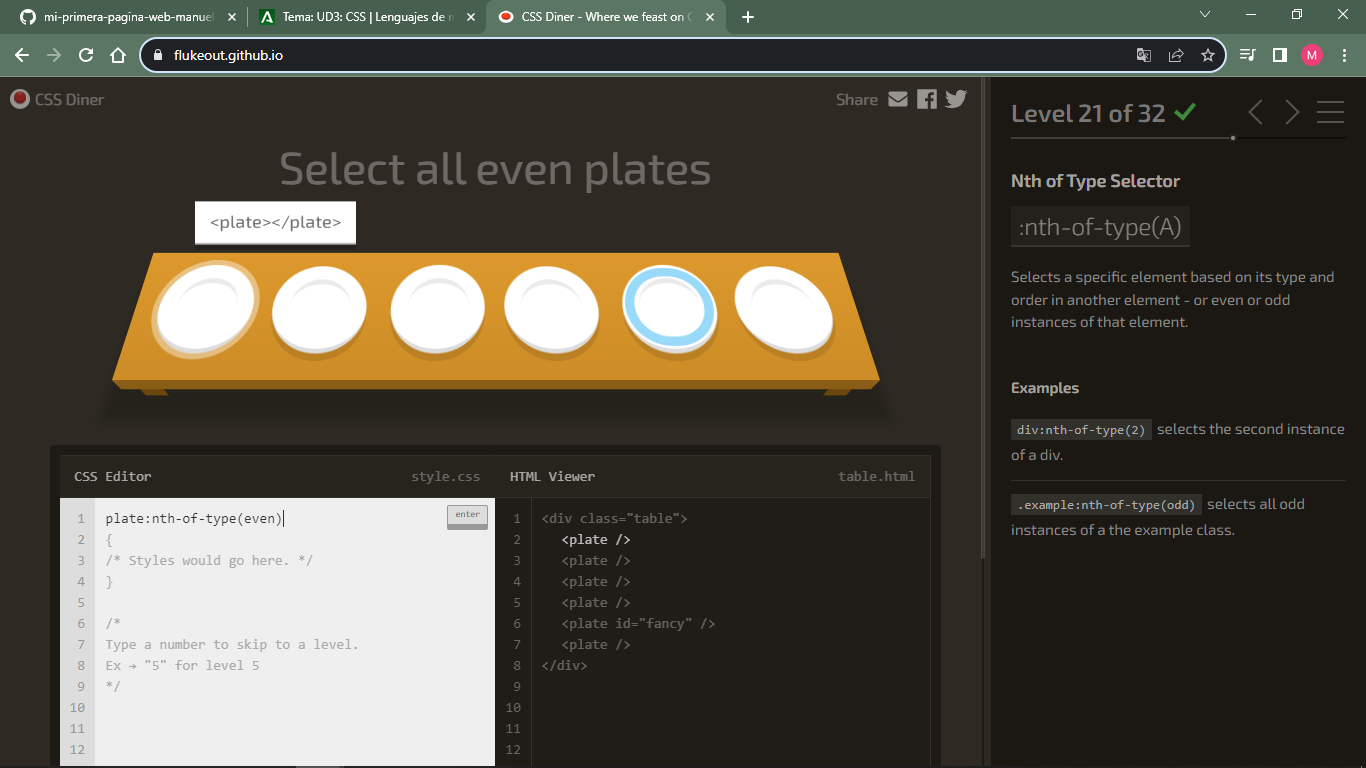 mi-primera-pagina-web-manuel
Tema: UD3: CSS | Lenguajes de m
CSS Diner - Where we feast on C
flukeout.github.io
M
CSS Diner
Share
Select all even plates
<plate></plate>
CSS Editor
style.css
1 plate:nth-of-type(even)
enter
2 {
3 /* Styles would go here. */
4 }
5
6 /*
7 Type a number to skip to a level.
8 Ex → "5" for level 5
9 */
10
11
12
HTML Viewer
table.html
1 <div class="table">
2 <plate />
3 <plate />
4 <plate />
5 <plate />
6 <plate id="fancy" />
7 <plate />
8 </div>
9
10
11
12
Level 21 of 32
Nth of Type Selector
:nth-of-type(A)
Selects a specific element based on its type and
order in another element - or even or odd
instances of that element.
Examples
div:nth-of-type(2) selects the second instance
of a div.
.example:nth-of-type(odd) selects all odd
instances of a the example class.